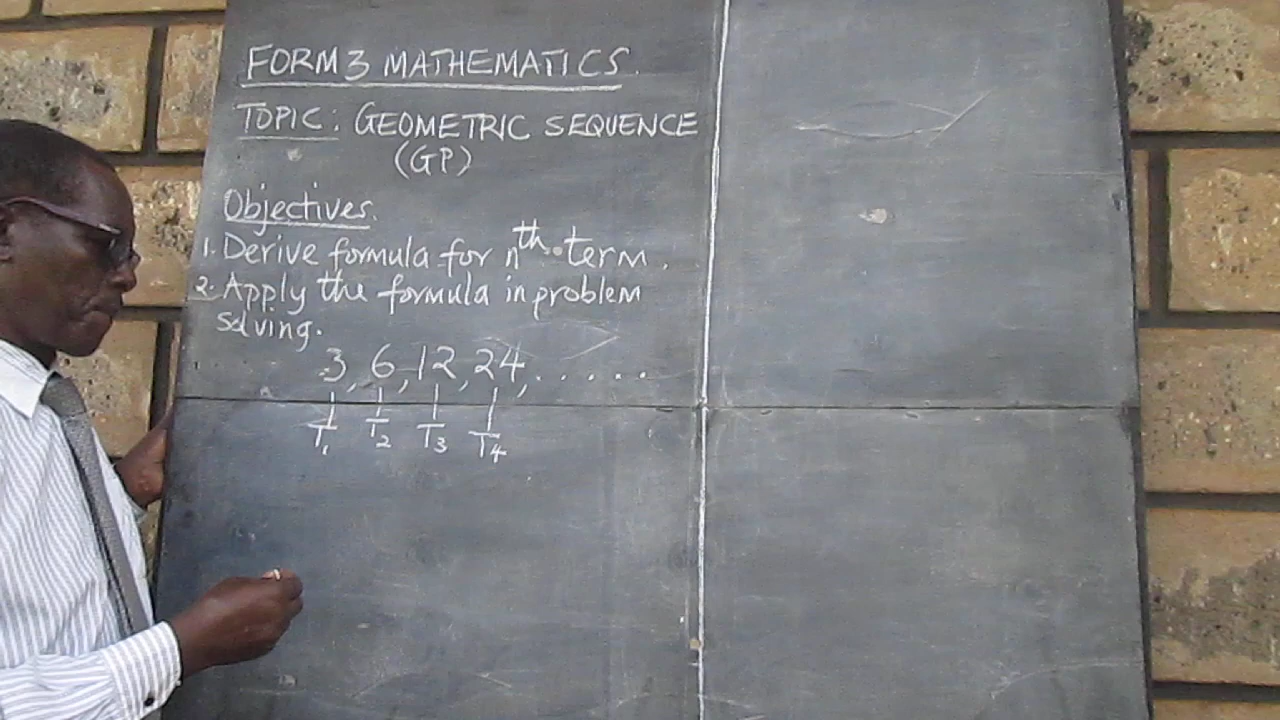 FORM 3 MATHEMATICS.
TOPIC: GEOMETRIC SEQUENCE
(GP)
Objectives.
1. Derive formula for nth term.
2. Apply the formula in problem
solving.
3, 6, 12, 24, . . . . .
T1 T2 T3 T4